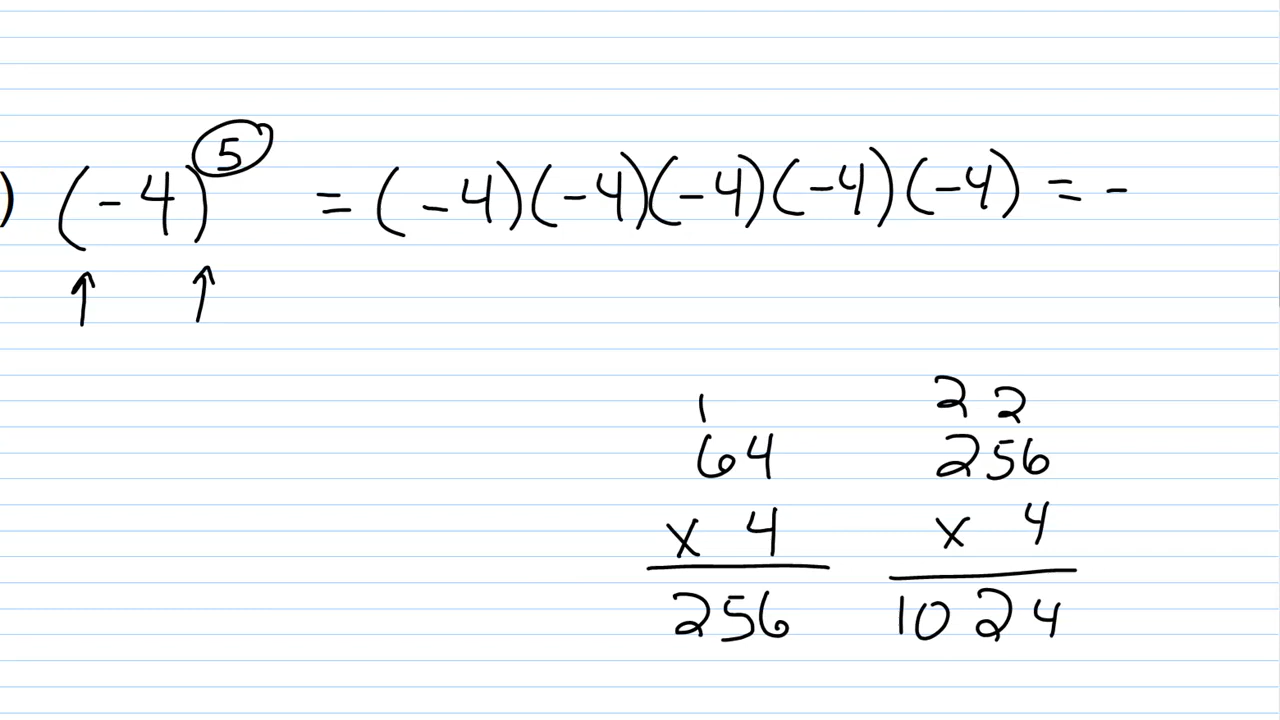 ) (-4)^5 = (-4)(-4)(-4)(-4)(-4) = -
1
64
x 4
256
2 2
256
x 4
1024